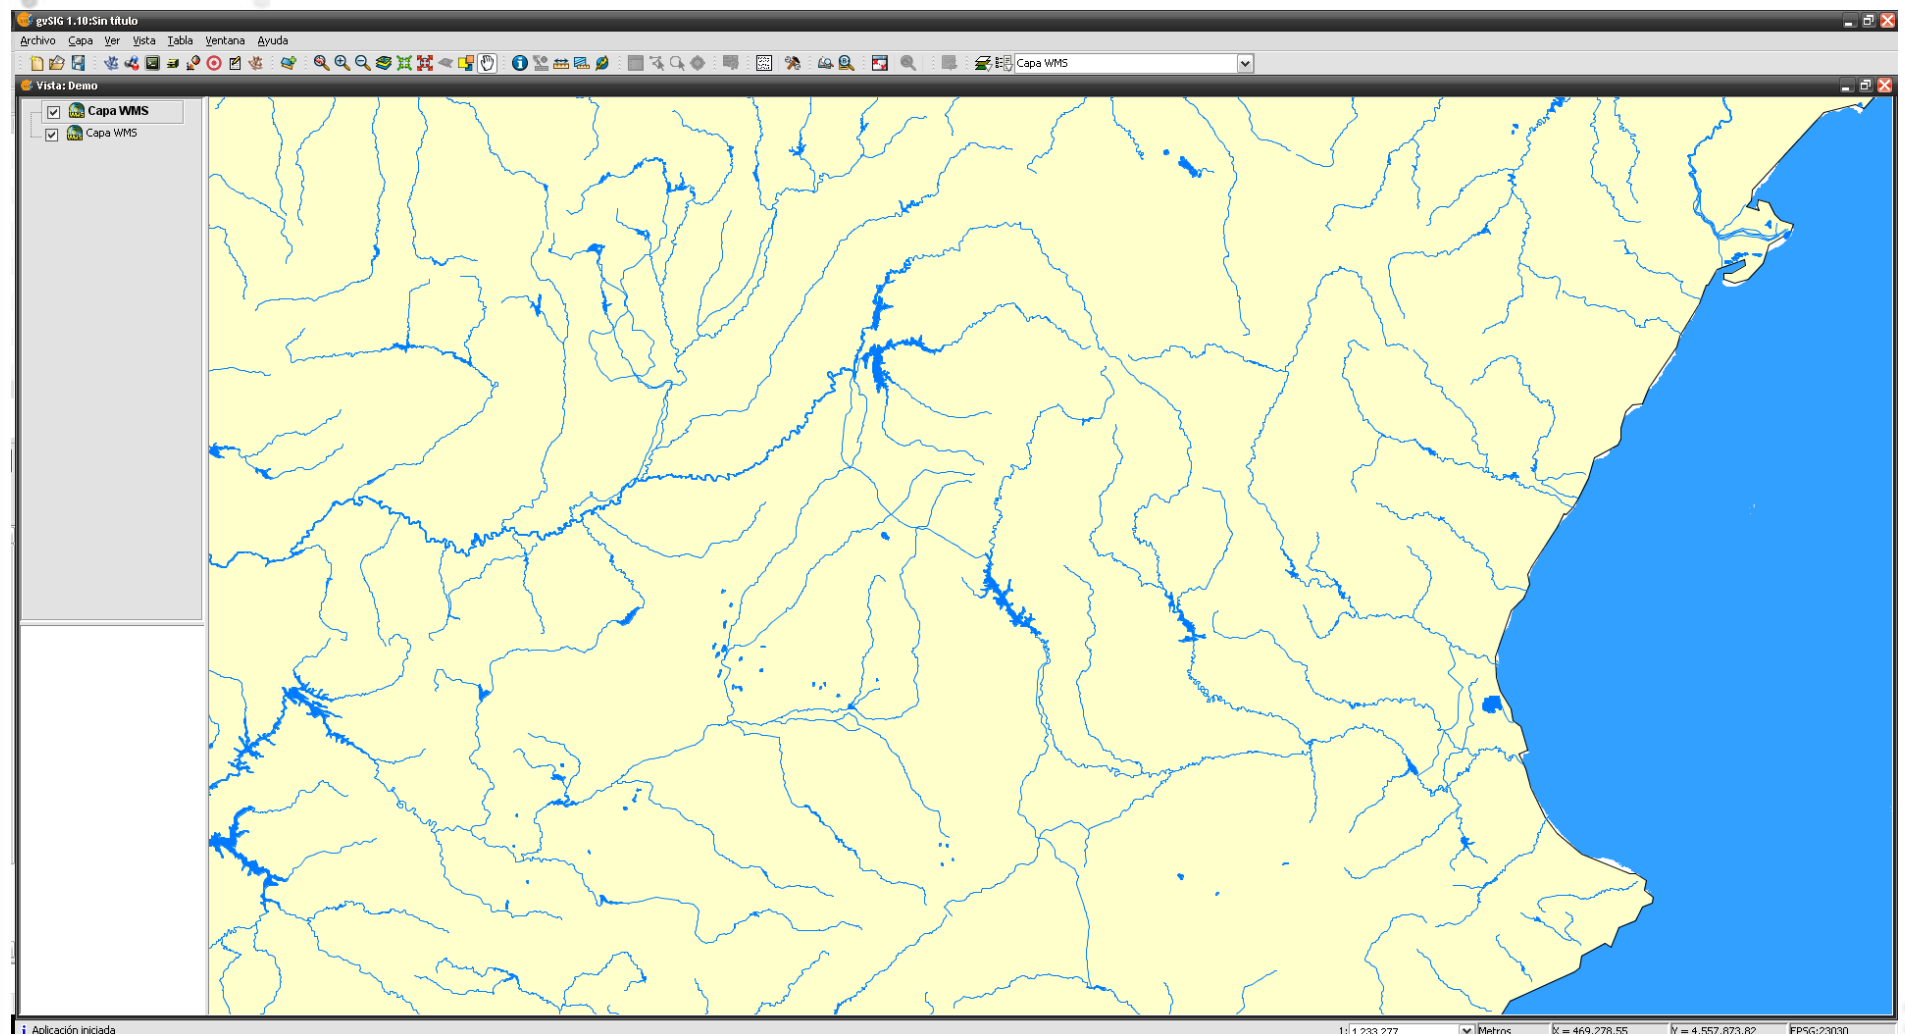 gvSIG 1.10:Sin título
Archivo Capa Ver Vista Tabla Ventana Ayuda
Capa WMS
Vista: Demo
Capa WMS
Capa WMS
Aplicación iniciada
1: 1.233.277 Metros X = 469.278,55 Y = 4.557.873,82 EPSG:23030